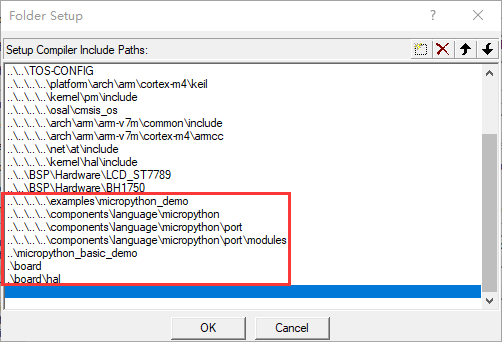 Folder Setup
Setup Compiler Include Paths:
..\..\TOS-CONFIG
..\..\..\..\platform\arch\arm\cortex-m4\keil
..\..\..\..\kernel\pm\include
..\..\..\..\osal\cmsis_os
..\..\..\..\arch\arm\arm-v7m\common\include
..\..\..\..\arch\arm\arm-v7m\cortex-m4\armcc
..\..\..\..\net\at\include
..\..\..\..\kernel\hal\include
..\..\BSP\Hardware\LCD_ST7789
..\..\BSP\Hardware\BH1750
..\..\..\..\examples\micropython_demo
..\..\..\..\components\language\micropython
..\..\..\..\components\language\micropython\port
..\..\..\..\components\language\micropython\port\modules
..\micropython_basic_demo
.\board
.\board\hal
OK
Cancel